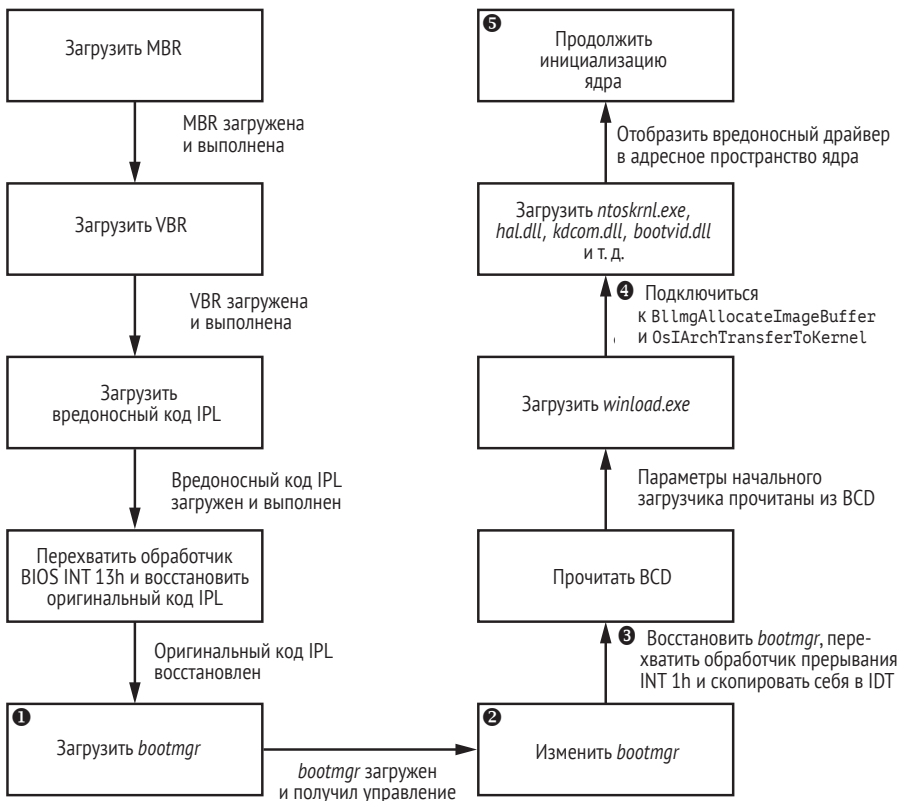 Загрузить MBR
MBR загружена
и выполнена
Загрузить VBR
VBR загружена
и выполнена
Загрузить
вредоносный код IPL
Вредоносный код IPL
загружен и выполнен
Перехватить обработчик
BIOS INT 13h и восстановить
оригинальный код IPL
Оригинальный код IPL
восстановлен
❶
Загрузить bootmgr
bootmgr загружен
и получил управление
❷
Изменить bootmgr
❸ Восстановить bootmgr, пере-
хватить обработчик прерывания
INT 1h и скопировать себя в IDT
Прочитать BCD
Параметры начального
загрузчика прочитаны из BCD
Загрузить winload.exe
❹ Подключиться
к BllmgAllocateImageBuffer
и OsIArchTransferToKernel
Загрузить ntoskrnl.exe,
hal.dll, kdcom.dll, bootvid.dll
и т. д.
Отобразить вредоносный драйвер
в адресное пространство ядра
❺
Продолжить
инициализацию
ядра